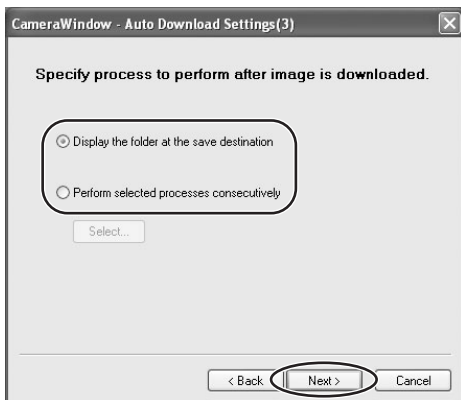 CameraWindow - Auto Download Settings(3)
Specify process to perform after image is downloaded.
Display the folder at the save destination
Perform selected processes consecutively
Select...
< Back Next > Cancel